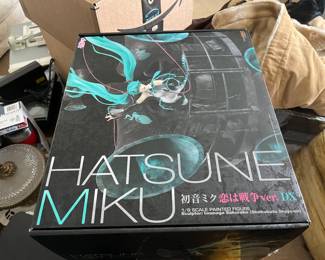 HATSUNE
MIKU
初音ミク 恋は戦争ver. DX
1/8 SCALE PAINTED FIGURE